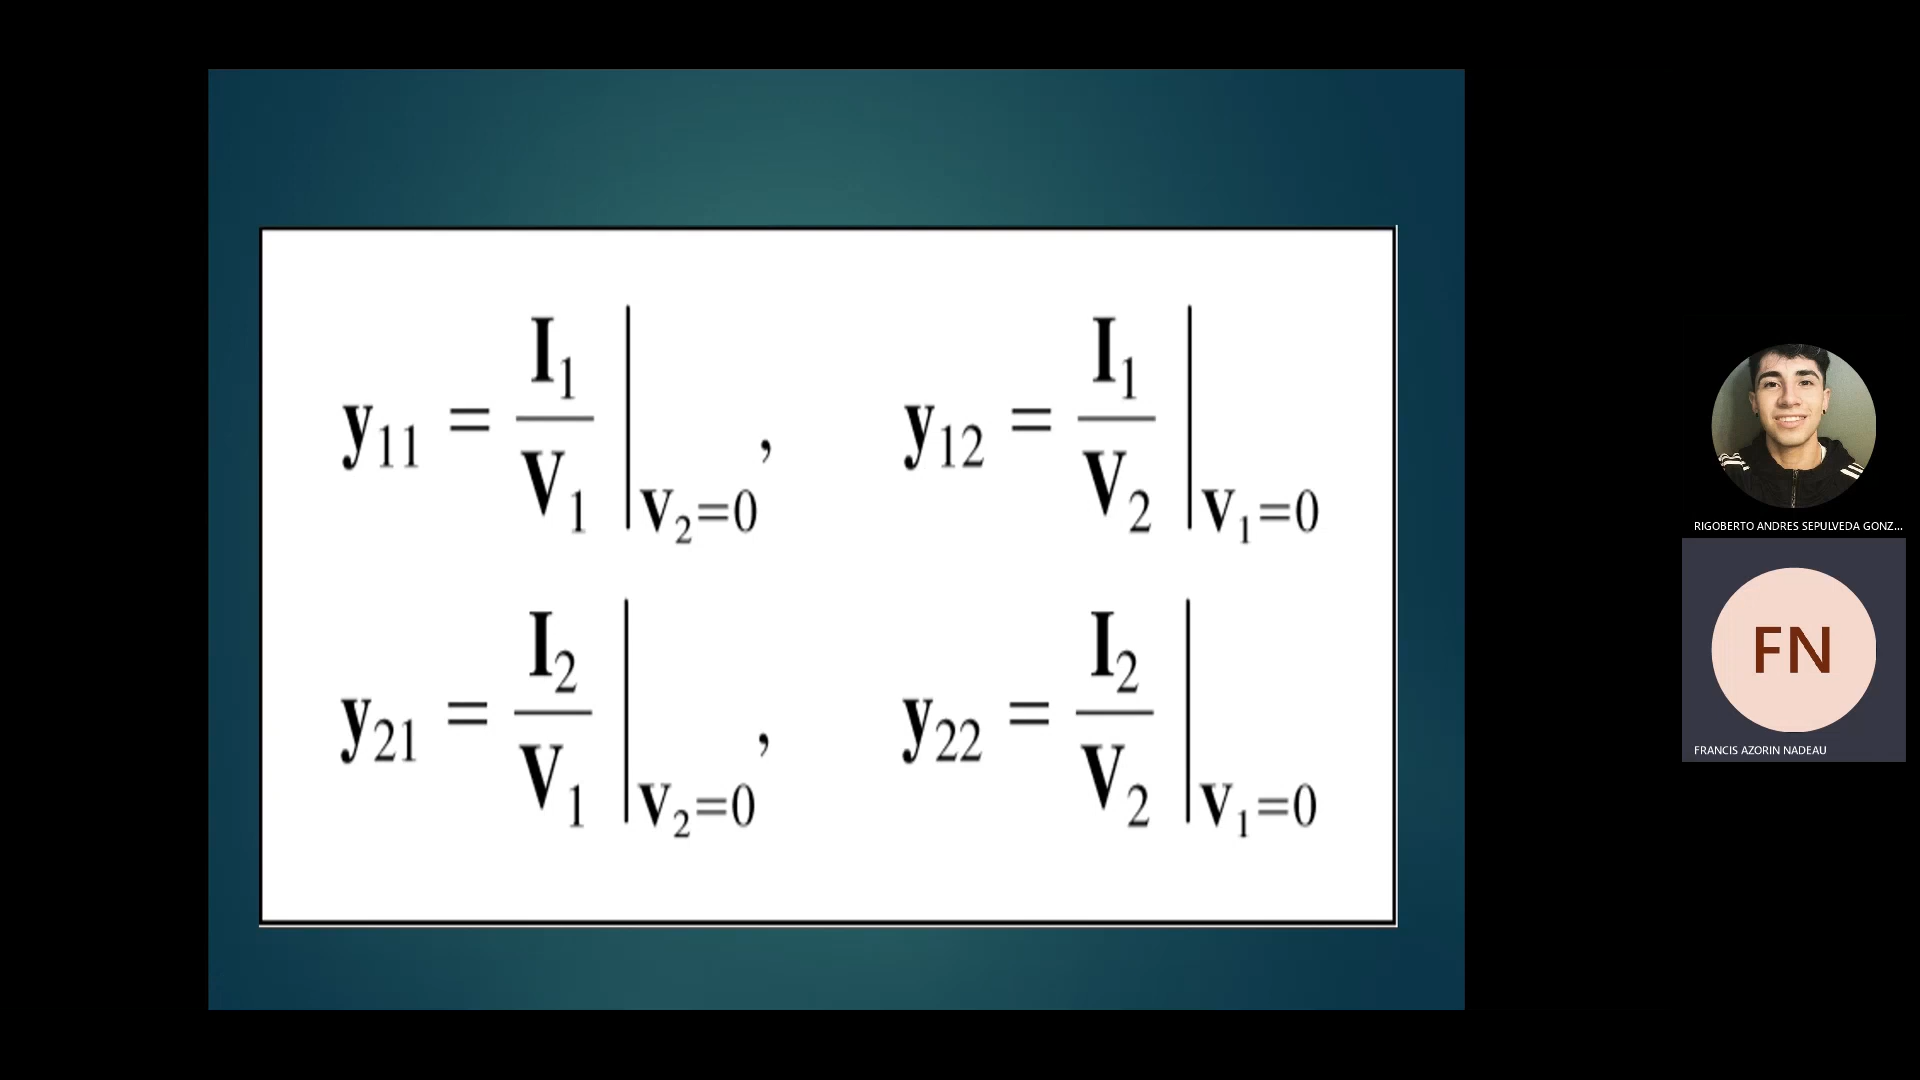 y₁₁ = I₁/V₁ |V₂=0 , y₁₂ = I₁/V₂ |V₁=0
y₂₁ = I₂/V₁ |V₂=0 , y₂₂ = I₂/V₂ |V₁=0
RIGOBERTO ANDRES SEPULVEDA GONZ...
FN
FRANCIS AZORIN NADEAU